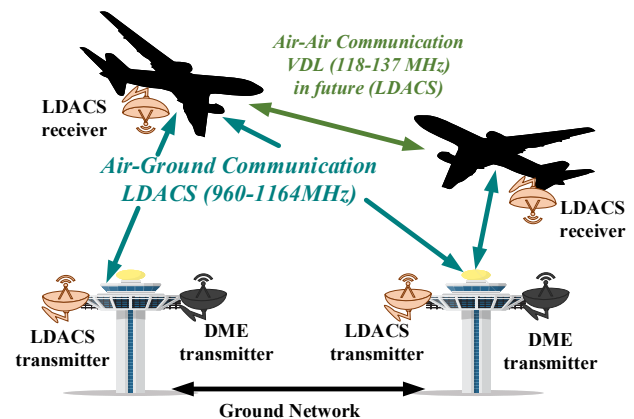 Air-Air Communication
VDL (118-137 MHz)
in future (LDACS)
LDACS
receiver
Air-Ground Communication
LDACS (960-1164MHz)
LDACS
receiver
LDACS
transmitter
DME
transmitter
LDACS
transmitter
DME
transmitter
Ground Network